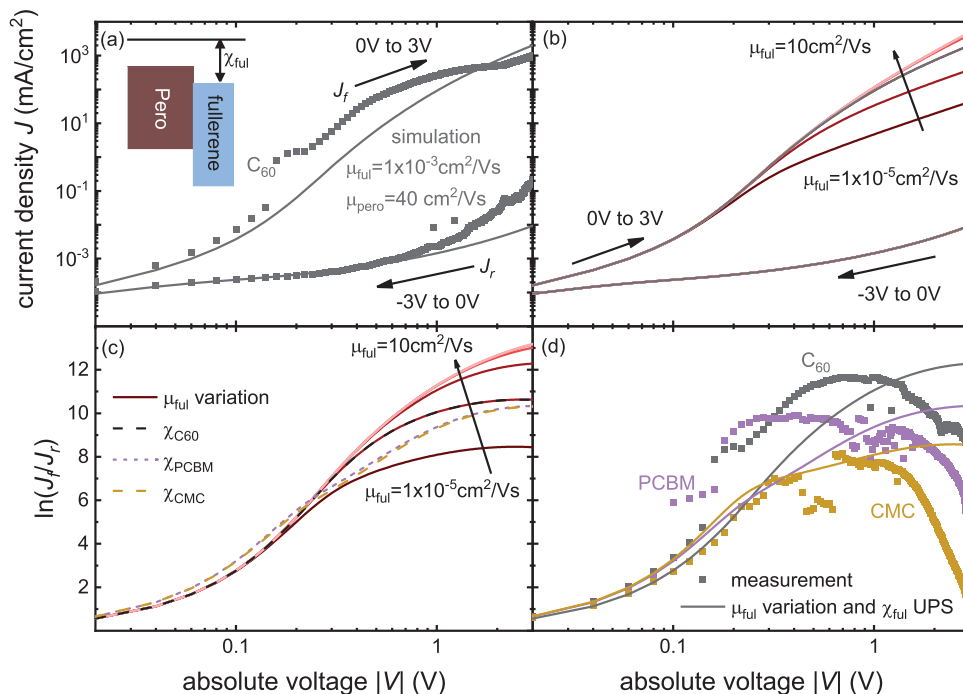 (a)
0V to 3V
χful
Jf
Pero
fullerene
C60
simulation
μful=1x10-3cm2/Vs
μpero=40 cm2/Vs
Jr
-3V to 0V
103
101
10-1
10-3
current density J (mA/cm2)
(b)
μful=10cm2/Vs
μful=1x10-5cm2/Vs
0V to 3V
-3V to 0V
(c)
μful=10cm2/Vs
μful variation
χC60
χPCBM
χCMC
μful=1x10-5cm2/Vs
12
10
8
6
4
2
ln(Jf/Jr)
0.1
1
absolute voltage |V| (V)
(d)
C60
PCBM
CMC
measurement
μful variation and χful UPS
0.1
1
absolute voltage |V| (V)